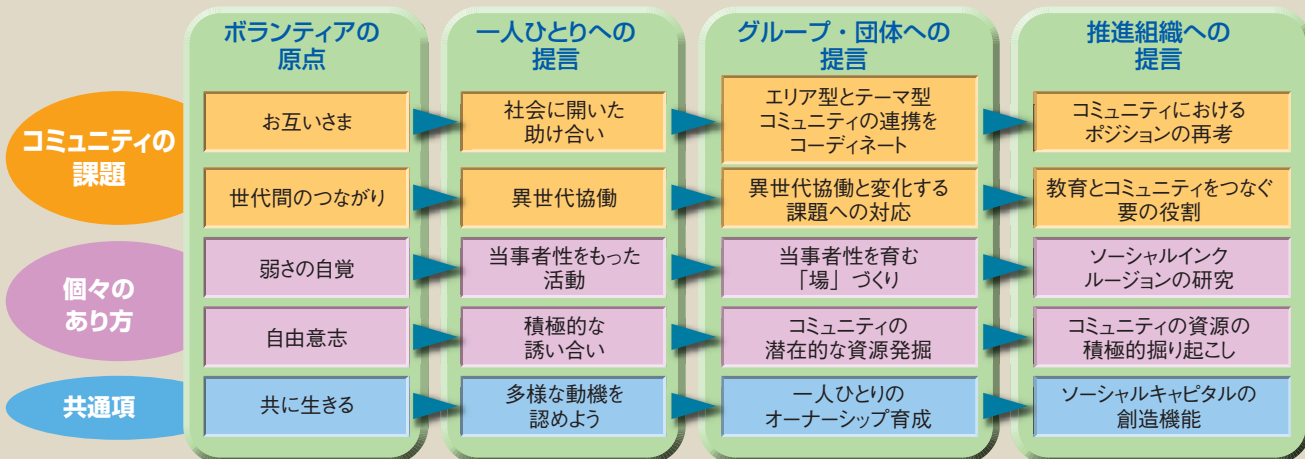 ボランティアの
原点
一人ひとりへの
提言
グループ・団体への
提言
推進組織への
提言
コミュニティの
課題
お互いさま
社会に開いた
助け合い
エリア型とテーマ型
コミュニティの連携を
コーディネート
コミュニティにおける
ポジションの再考
世代間のつながり
異世代協働
異世代協働と変化する
課題への対応
教育とコミュニティをつなぐ
要の役割
個々の
あり方
弱さの自覚
当事者性をもった
活動
当事者性を育む
「場」づくり
ソーシャルインク
ルージョンの研究
自由意志
積極的な
誘い合い
コミュニティの
潜在的な資源発掘
コミュニティの資源の
積極的掘り起こし
共通項
共に生きる
多様な動機を
認めよう
一人ひとりの
オーナーシップ育成
ソーシャルキャピタルの
創造機能